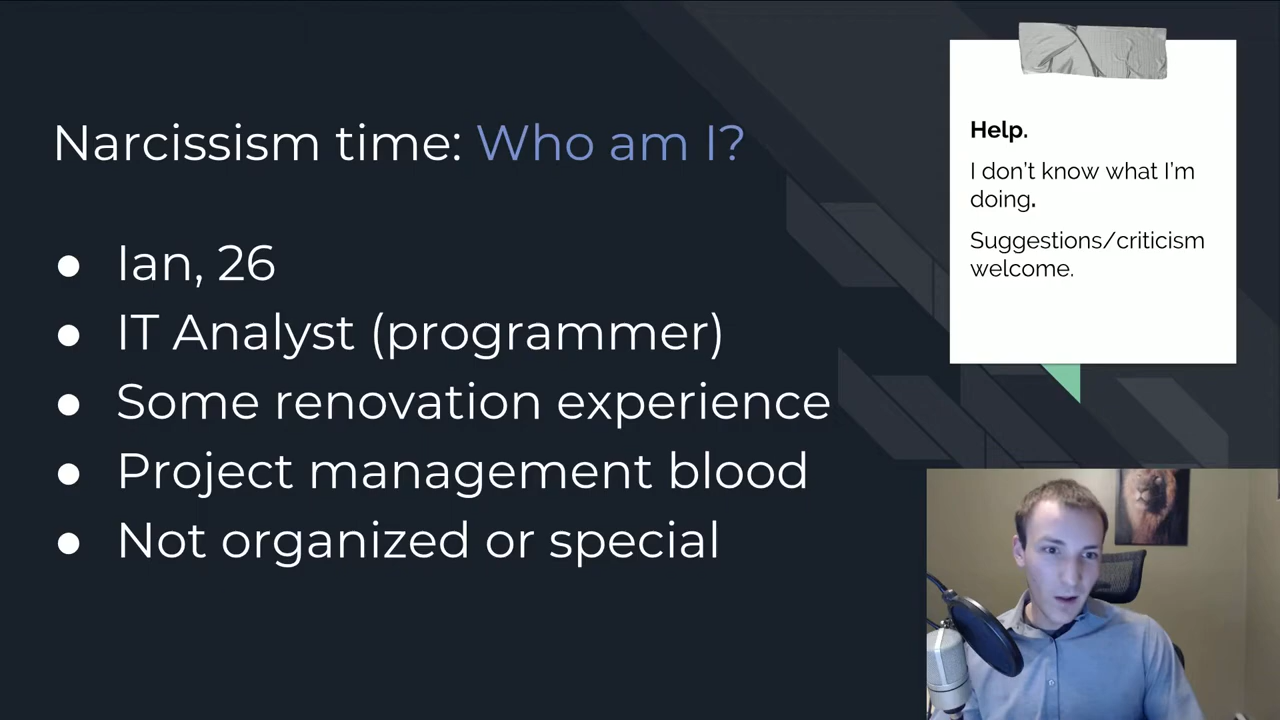 Narcissism time: Who am I?
● Ian, 26
● IT Analyst (programmer)
● Some renovation experience
● Project management blood
● Not organized or special
Help.
I don't know what I'm
doing.
Suggestions/criticism
welcome.